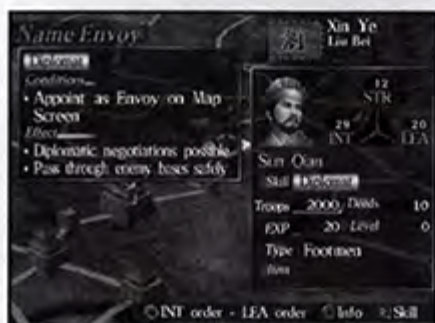 Name Envoy
Xin Ye
Liu Bei
Diplomat
Conditions
• Appoint as Envoy on Map
Screen
Effect
• Diplomatic negotiations possible
• Pass through enemy bases safely
12
STR
29
INT
20
LEA
Sun Qian
Skill Diplomat
Troops 2000 Deeds 10
EXP 20 Level 0
Type Footmen
Item
INT order - LEA order Info Skill